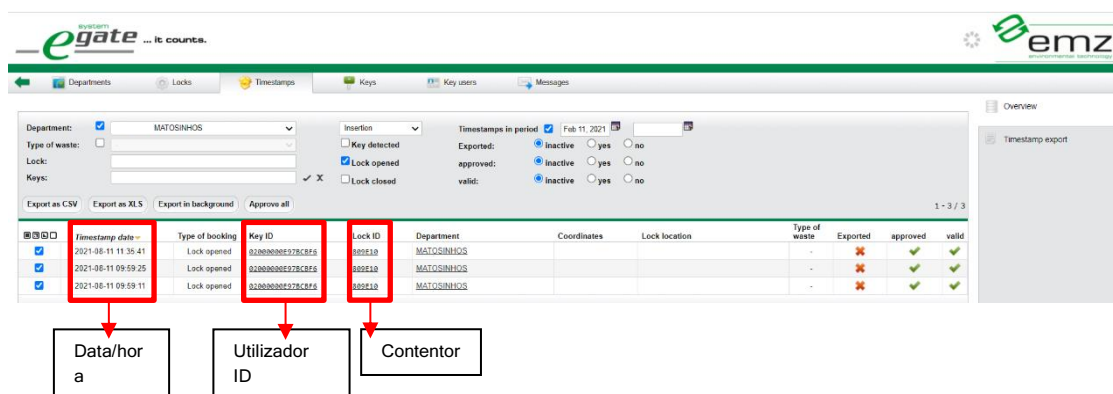 system
egate ... it counts.
emz
environmental technology
Departments Locks Timestamps Keys Key users Messages
Overview
Timestamp export
Department: MATOSINHOS Insertion Timestamps in period Feb 11, 2021
Type of waste: Key detected Exported: inactive yes no
Lock: Lock opened approved: inactive yes no
Keys: X Lock closed valid: inactive yes no
Export as CSV Export as XLS Export in background Approve all 1 - 3 / 3
Timestamp date Type of booking Key ID Lock ID Department Coordinates Lock location Type of waste Exported approved valid
2021-08-11 11:35:41 Lock opened 02000000E97BCBF6 809E10 MATOSINHOS -
2021-08-11 09:59:25 Lock opened 02000000E97BCBF6 809E10 MATOSINHOS -
2021-08-11 09:59:11 Lock opened 02000000E97BCBF6 809E10 MATOSINHOS -
Data/hor
a
Utilizador
ID
Contentor